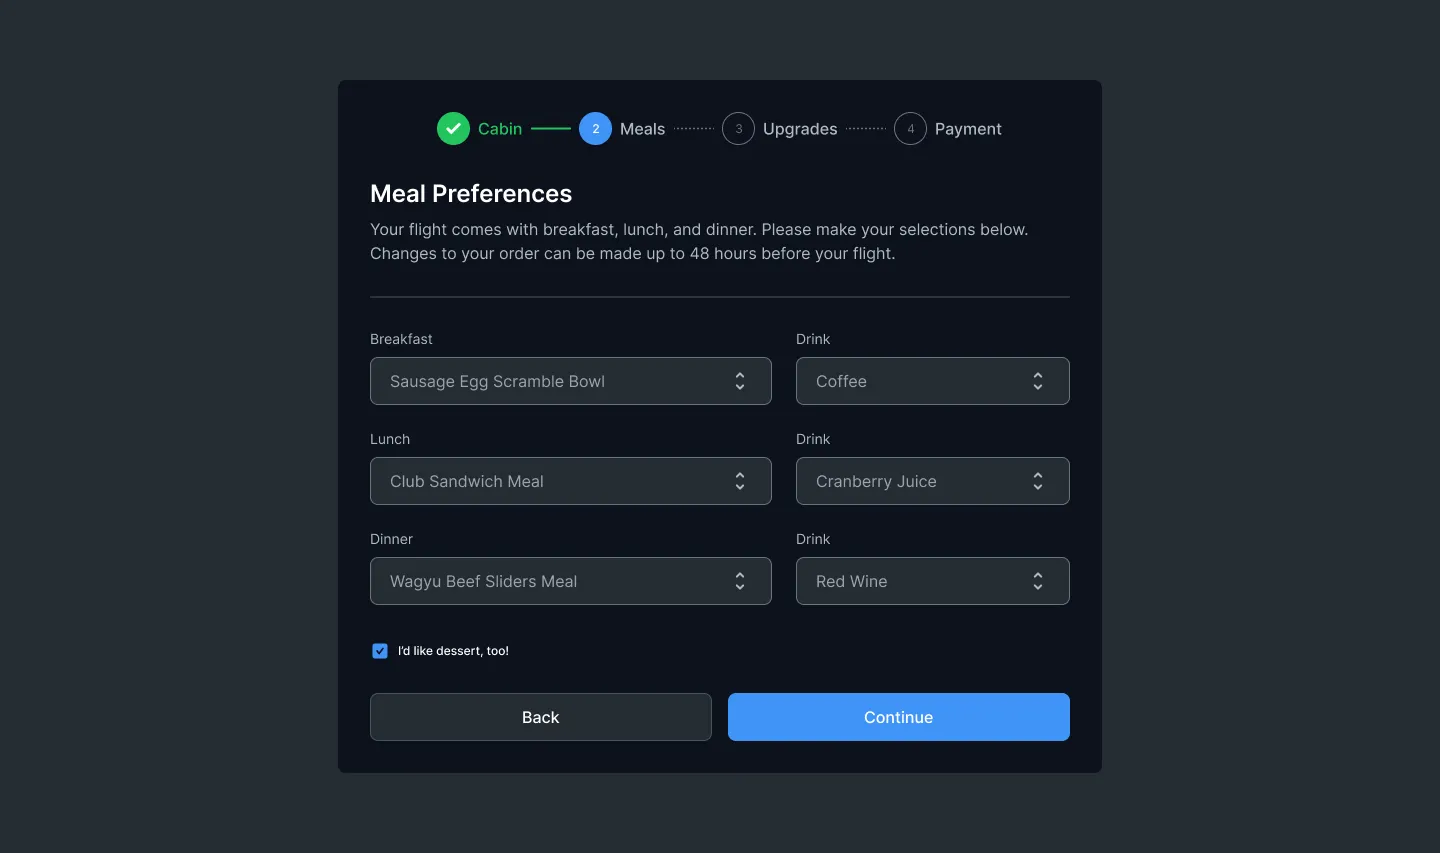 Cabin 2 Meals 3 Upgrades 4 Payment
Meal Preferences
Your flight comes with breakfast, lunch, and dinner. Please make your selections below.
Changes to your order can be made up to 48 hours before your flight.
Breakfast Drink
Sausage Egg Scramble Bowl Coffee
Lunch Drink
Club Sandwich Meal Cranberry Juice
Dinner Drink
Wagyu Beef Sliders Meal Red Wine
I’d like dessert, too!
Back Continue